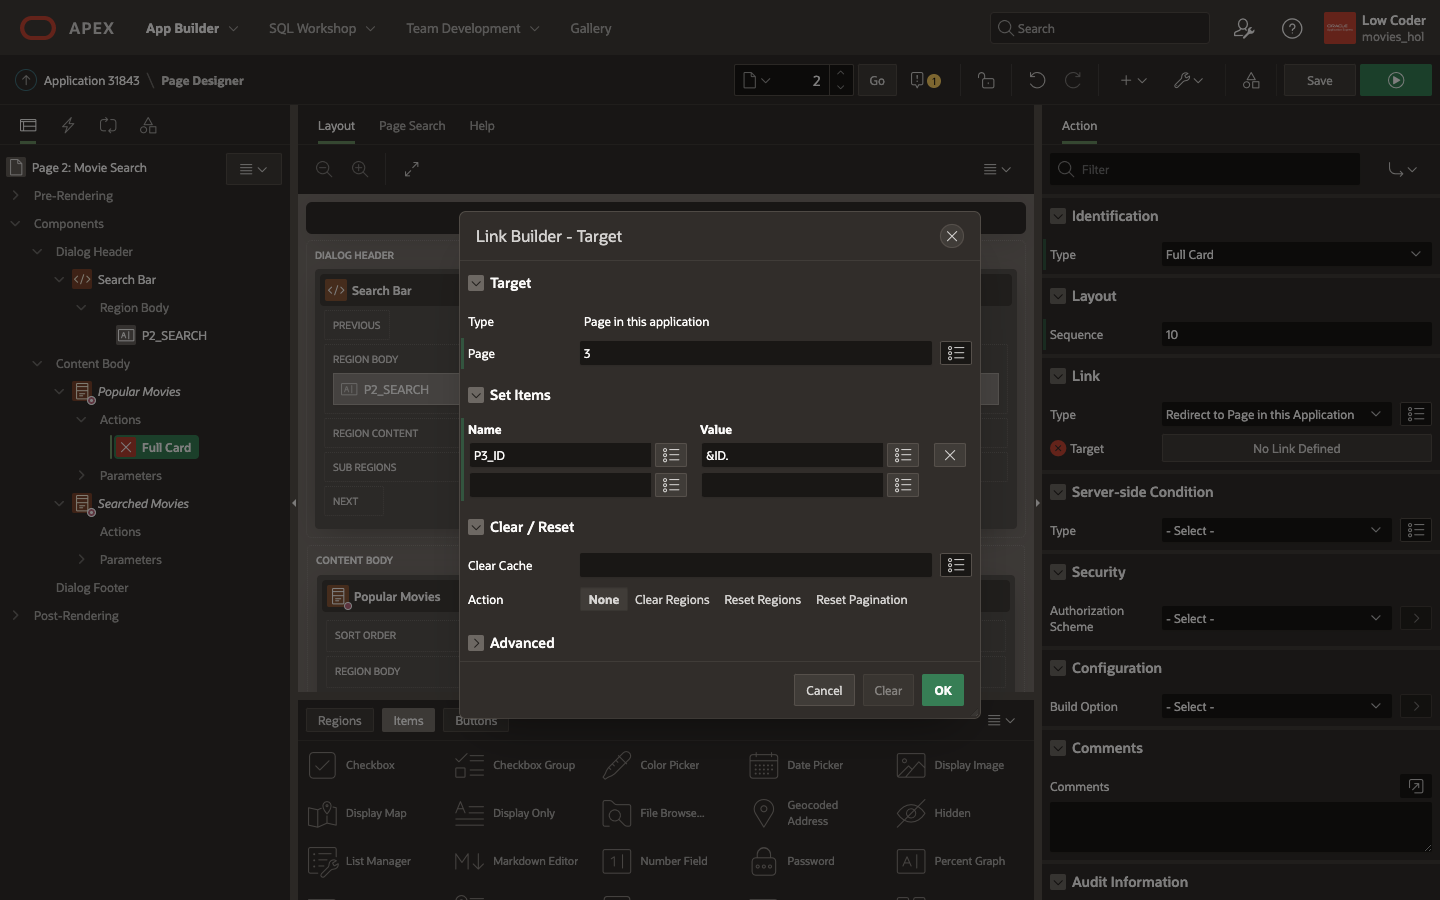 APEX
App Builder
SQL Workshop
Team Development
Gallery
Search
Low Coder
movies_hol
Application 31843 \ Page Designer
2
Go
1
Save
Layout
Page Search
Help
Action
Page 2: Movie Search
Filter
Pre-Rendering
Components
Dialog Header
Search Bar
Region Body
P2_SEARCH
Content Body
Popular Movies
Actions
Full Card
Parameters
Searched Movies
Actions
Parameters
Dialog Footer
Post-Rendering
DIALOG HEADER
Search Bar
PREVIOUS
REGION BODY
P2_SEARCH
REGION CONTENT
SUB REGIONS
NEXT
CONTENT BODY
Popular Movies
SORT ORDER
REGION BODY
Link Builder - Target
Target
Type
Page in this application
Page
3
Set Items
Name
Value
P3_ID
&ID.
Clear / Reset
Clear Cache
Action
None
Clear Regions
Reset Regions
Reset Pagination
Advanced
Cancel
Clear
OK
Regions
Items
Buttons
Checkbox
Checkbox Group
Color Picker
Date Picker
Display Image
Display Map
Display Only
File Browse...
Geocoded
Address
Hidden
List Manager
Markdown Editor
Number Field
Password
Percent Graph
Identification
Type
Full Card
Layout
Sequence
10
Link
Type
Redirect to Page in this Application
Target
No Link Defined
Server-side Condition
Type
- Select -
Security
Authorization
Scheme
- Select -
Configuration
Build Option
- Select -
Comments
Comments
Audit Information